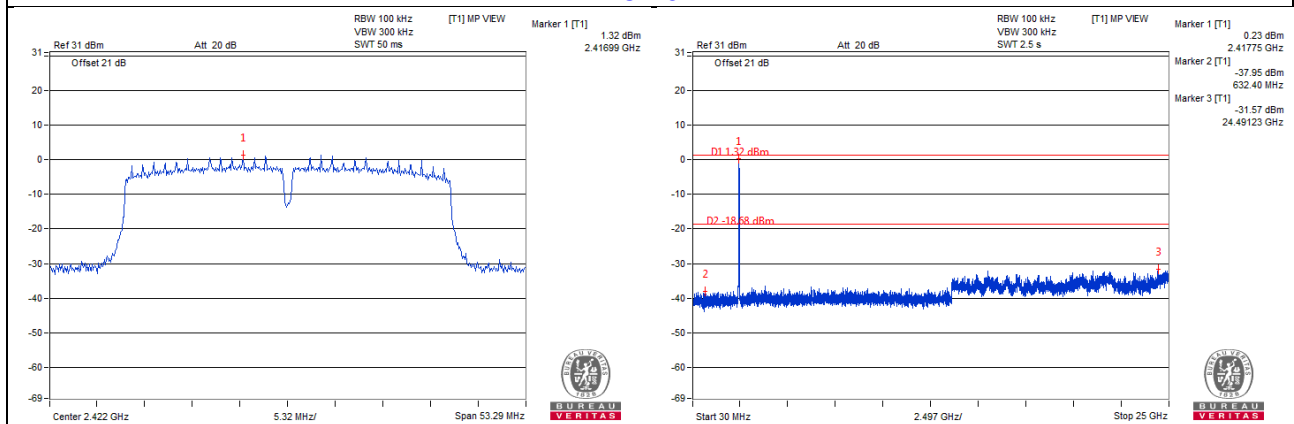 RBW 100 kHz [T1] MP VIEW
VBW 300 kHz
Ref 31 dBm Att 20 dB SWT 50 ms
Marker 1 [T1]
1.32 dBm
2.41699 GHz
31
Offset 21 dB
20
10
1
0
-10
-20
-30
-40
-50
-60
-69
Center 2.422 GHz 5.32 MHz/ Span 53.29 MHz
BUREAU VERITAS
1828
BUREAU
VERITAS
RBW 100 kHz [T1] MP VIEW
VBW 300 kHz
Ref 31 dBm Att 20 dB SWT 2.5 s
Marker 1 [T1]
0.23 dBm
2.41775 GHz
Marker 2 [T1]
-37.95 dBm
632.40 MHz
Marker 3 [T1]
-31.57 dBm
24.49123 GHz
31
Offset 21 dB
20
10
1
D1 1.32 dBm
0
-10
D2 -18.68 dBm
-20
3
-30
2
-40
-50
-60
-69
Start 30 MHz 2.497 GHz/ Stop 25 GHz
BUREAU VERITAS
1828
BUREAU
VERITAS